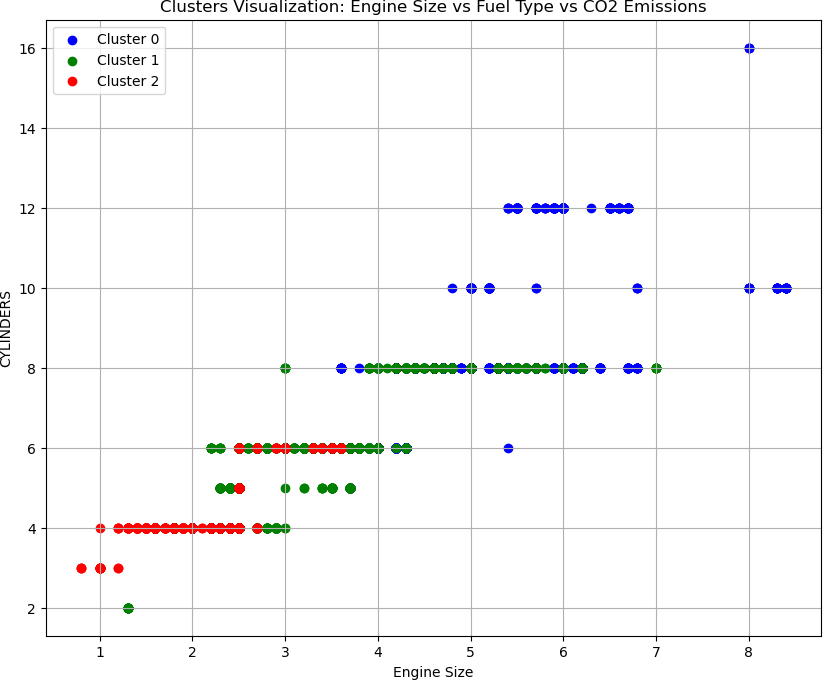 Clusters Visualization: Engine Size vs Fuel Type vs CO2 Emissions
Cluster 0
Cluster 1
Cluster 2
16
14
12
10
8
6
4
2
CYLINDERS
1 2 3 4 5 6 7 8
Engine Size